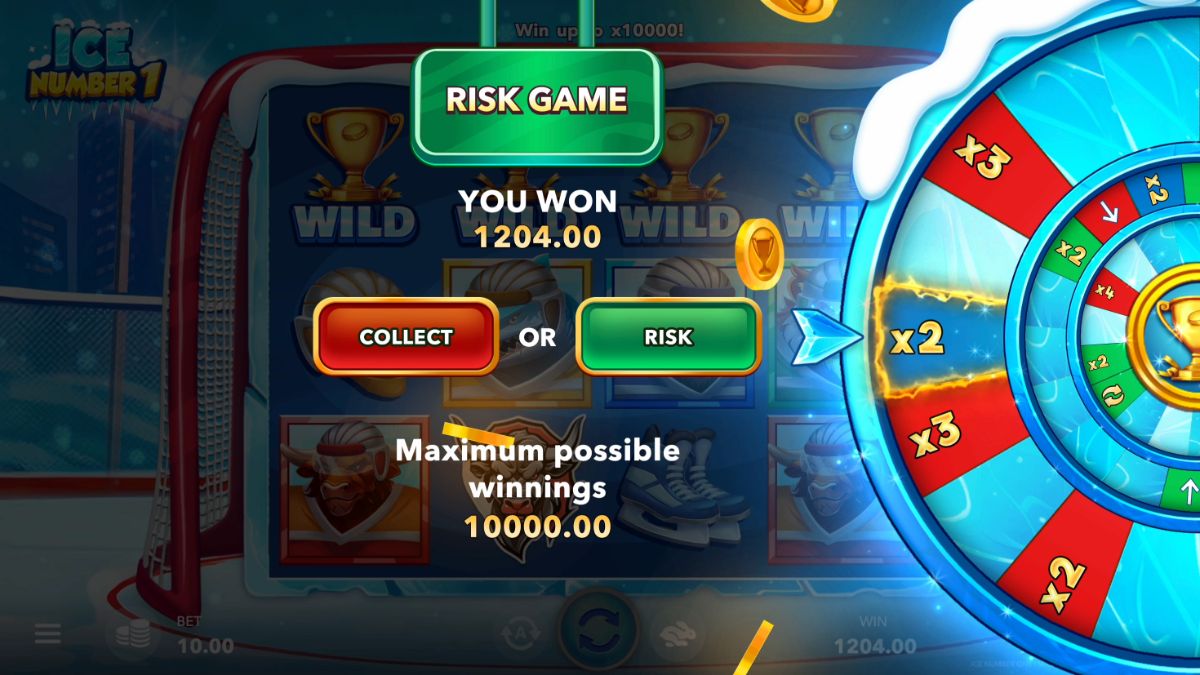 Win up to x10000!
ICE
NUMBER 1
RISK GAME
YOU WON
1204.00
WILD
WILD
WILD
COLLECT
OR
RISK
Maximum possible
winnings
10000.00
x3
x2
x3
x2
x2
x2
x4
x2
BET
10.00
A
WIN
1204.00